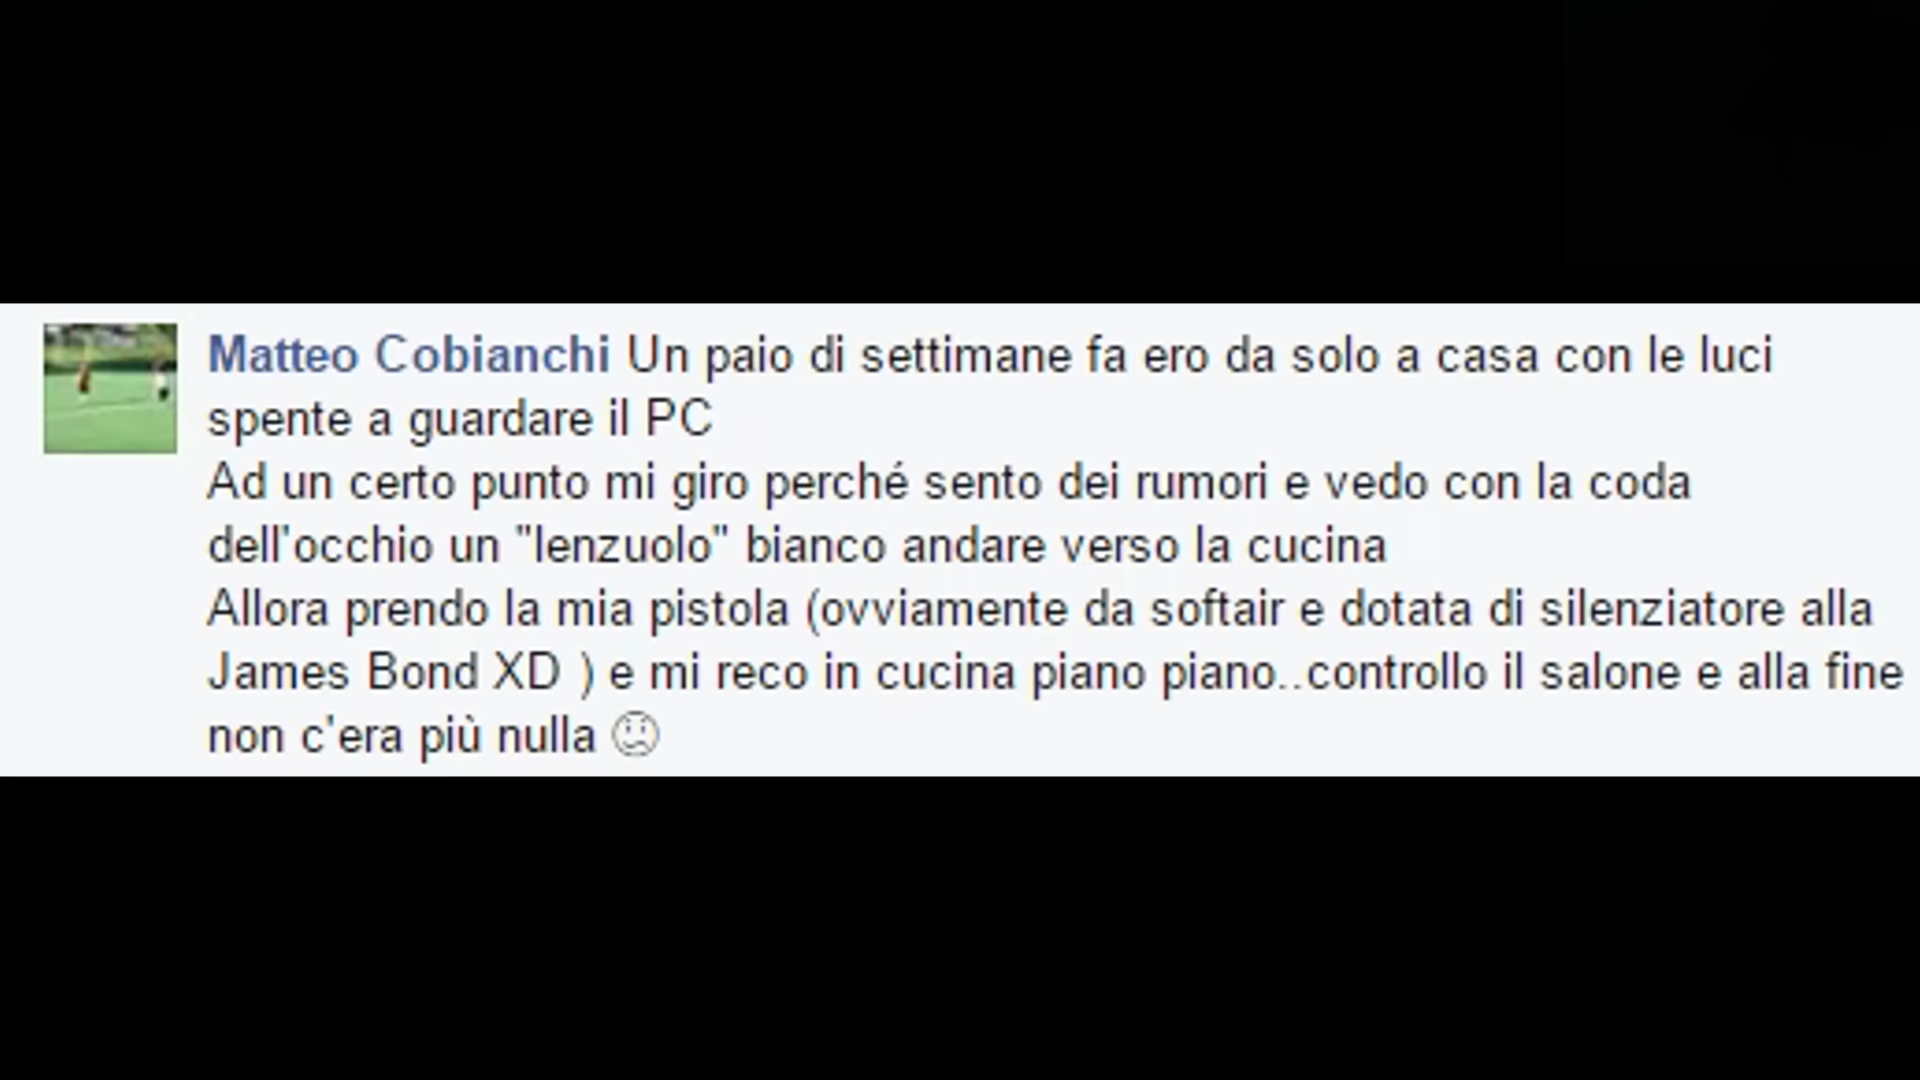 Matteo Cobianchi Un paio di settimane fa ero da solo a casa con le luci
spente a guardare il PC
Ad un certo punto mi giro perché sento dei rumori e vedo con la coda
dell'occhio un "lenzuolo" bianco andare verso la cucina
Allora prendo la mia pistola (ovviamente da softair e dotata di silenziatore alla
James Bond XD ) e mi reco in cucina piano piano..controllo il salone e alla fine
non c'era più nulla